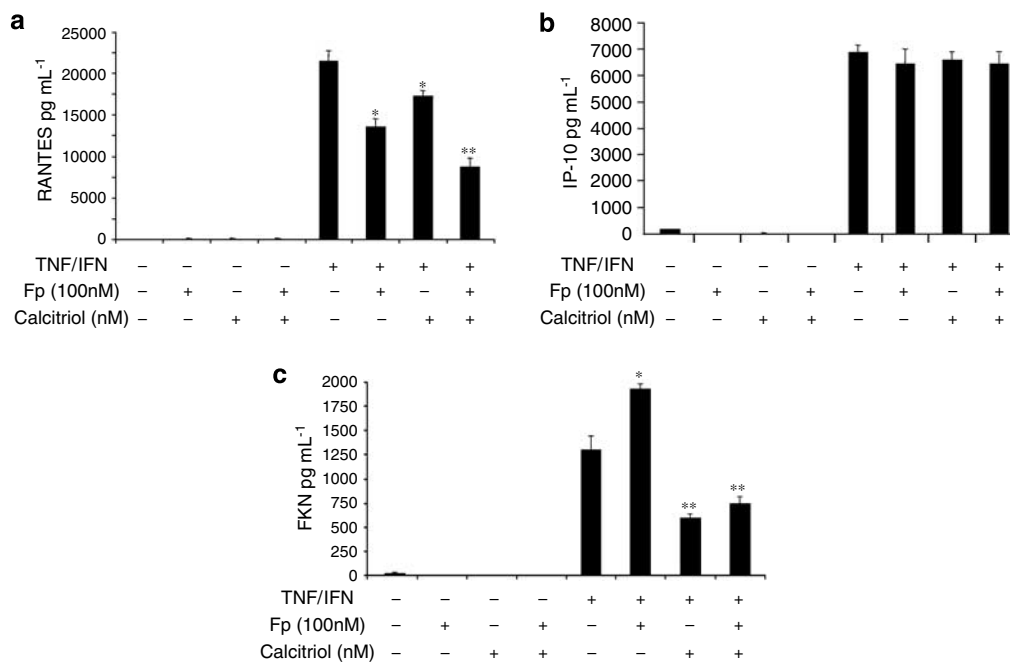 a
25000
20000
15000
10000
5000
0
RANTES pg mL-1
* * **
TNF/IFN – – – – + + + +
Fp (100nM) – + – + – + – +
Calcitriol (nM) – – + + – – + +
b
8000
7000
6000
5000
4000
3000
2000
1000
0
IP-10 pg mL-1
TNF/IFN – – – – + + + +
Fp (100nM) – + – + – + – +
Calcitriol (nM) – – + + – – + +
c
2000
1750
1500
1250
1000
750
500
250
0
FKN pg mL-1
* ** **
TNF/IFN – – – – + + + +
Fp (100nM) – + – + – + – +
Calcitriol (nM) – – + + – – + +